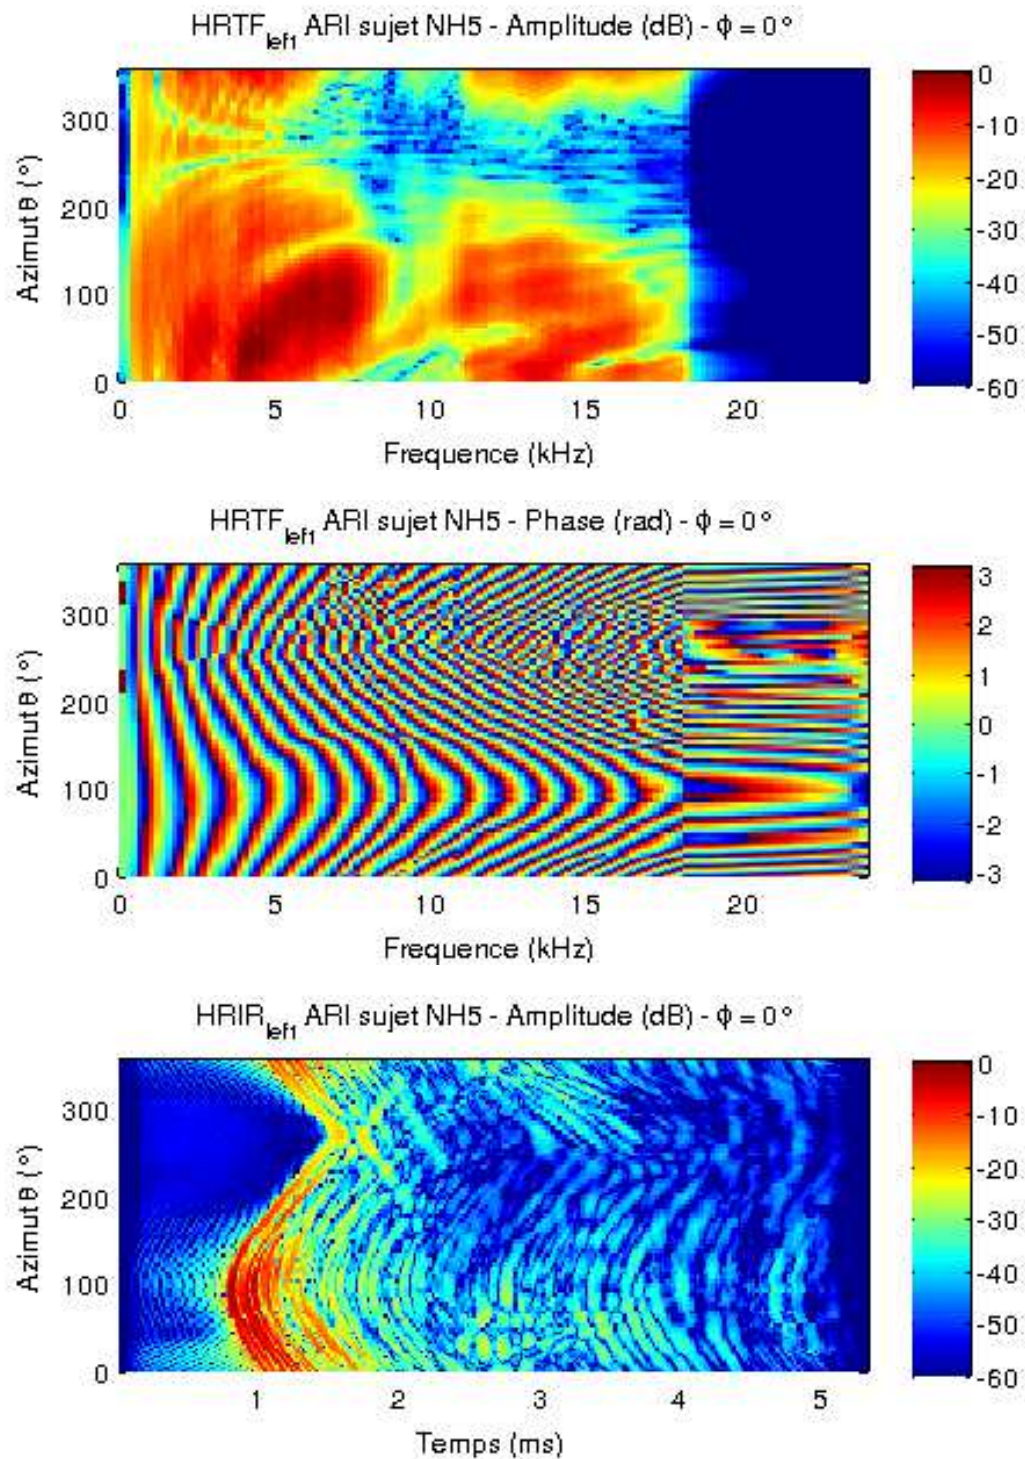 HRTF_left ARI sujet NH5 - Amplitude (dB) - ϕ = 0°
Azimut θ (°)
300
200
100
0
0 5 10 15 20
Frequence (kHz)
0
-10
-20
-30
-40
-50
-60
HRTF_left ARI sujet NH5 - Phase (rad) - ϕ = 0°
Azimut θ (°)
300
200
100
0
0 5 10 15 20
Frequence (kHz)
3
2
1
0
-1
-2
-3
HRIR_left ARI sujet NH5 - Amplitude (dB) - ϕ = 0°
Azimut θ (°)
300
200
100
0
1 2 3 4 5
Temps (ms)
0
-10
-20
-30
-40
-50
-60